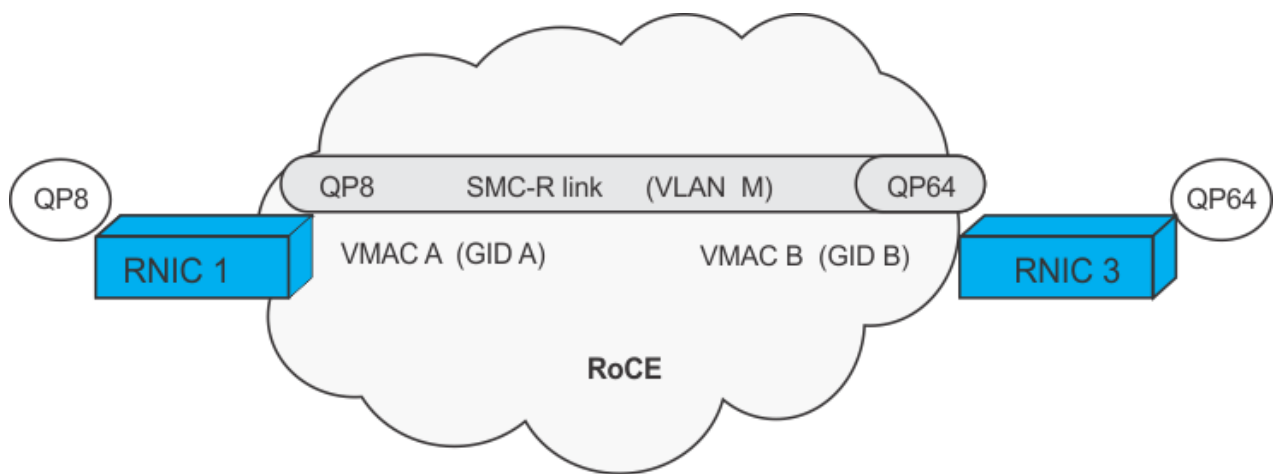 QP8 SMC-R link (VLAN M) QP64
QP8
QP64
RNIC 1
VMAC A (GID A)
VMAC B (GID B)
RNIC 3
RoCE